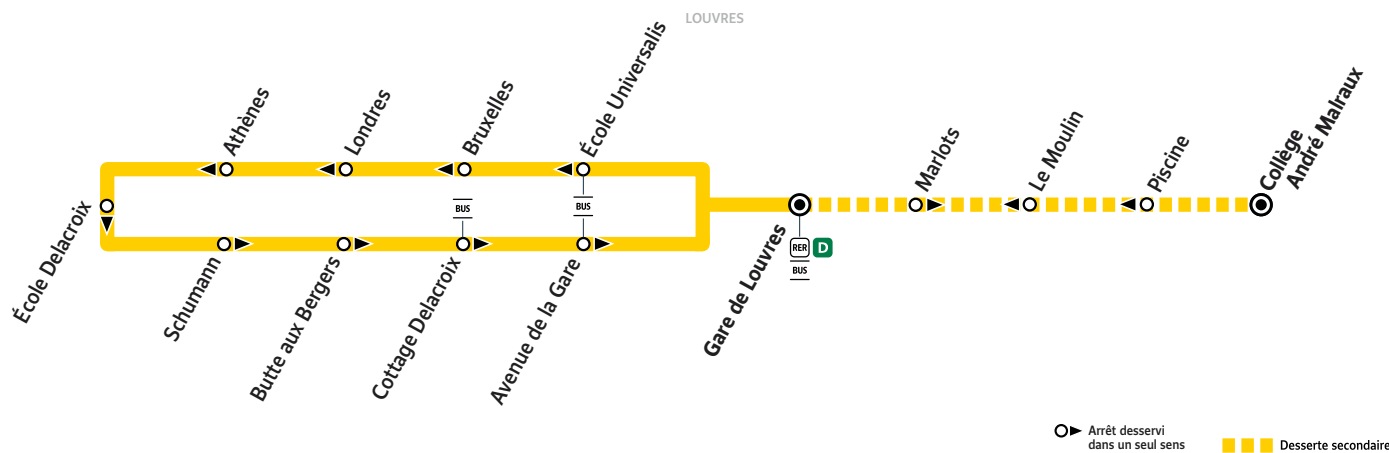 LOUVRES
Athènes
Londres
Bruxelles
École Universalis
Marlots
Le Moulin
Piscine
Collège
André Malraux
École Delacroix
BUS
BUS
Schumann
Butte aux Bergers
Cottage Delacroix
Avenue de la Gare
Gare de Louvres
RER D
BUS
Arrêt desservi
dans un seul sens
Desserte secondaire